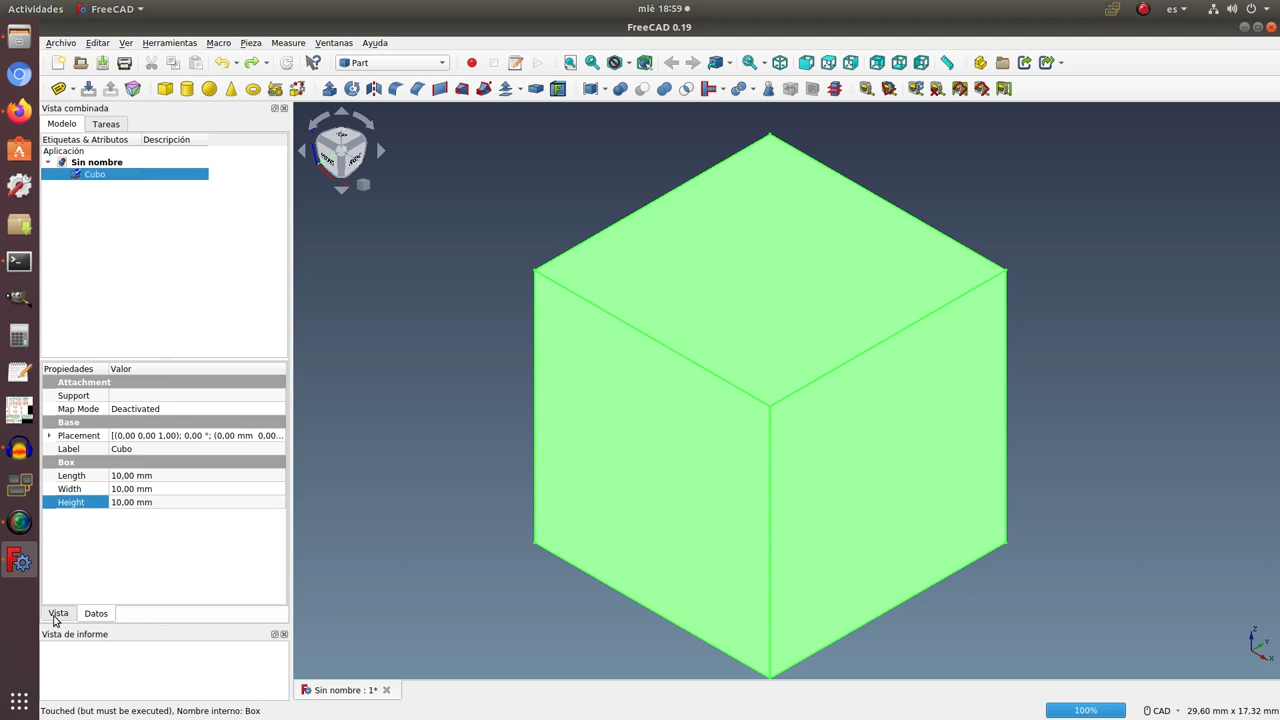 Actividades FreeCAD mié 18:59 es
FreeCAD 0.19
Archivo Editar Ver Herramientas Macro Pieza Measure Ventanas Ayuda
Part
Vista combinada
Modelo Tareas
Etiquetas & Atributos Descripción
Aplicación
Sin nombre
Cubo
Propiedades Valor
Attachment
Support
Map Mode Deactivated
Base
Placement [(0,00 0,00 1,00); 0,00 °; (0,00 mm 0,00...
Label Cubo
Box
Length 10,00 mm
Width 10,00 mm
Height 10,00 mm
Vista Datos
Vista de informe
Z
Y
X
Sin nombre : 1*
Touched (but must be executed), Nombre interno: Box 100% CAD 29,60 mm x 17,32 mm